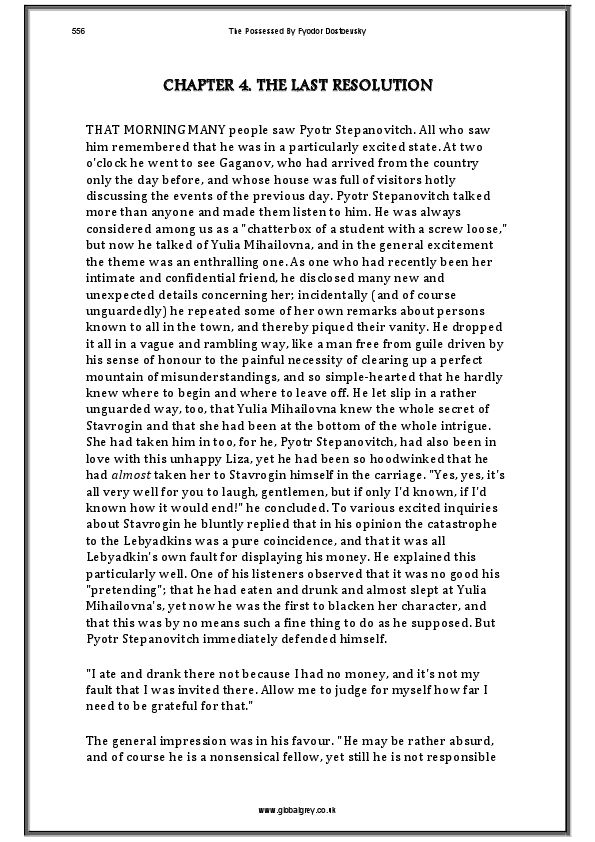 556
The Possessed By Fyodor Dostoevsky
CHAPTER 4. THE LAST RESOLUTION
THAT MORNING MANY people saw Pyotr Stepanovitch. All who saw
him remembered that he was in a particularly excited state. At two
o'clock he went to see Gaganov, who had arrived from the country
only the day before, and whose house was full of visitors hotly
discussing the events of the previous day. Pyotr Stepanovitch talked
more than anyone and made them listen to him. He was always
considered among us as a "chatterbox of a student with a screw loose,"
but now he talked of Yulia Mihailovna, and in the general excitement
the theme was an enthralling one. As one who had recently been her
intimate and confidential friend, he disclosed many new and
unexpected details concerning her; incidentally (and of course
unguardedly) he repeated some of her own remarks about persons
known to all in the town, and thereby piqued their vanity. He dropped
it all in a vague and rambling way, like a man free from guile driven by
his sense of honour to the painful necessity of clearing up a perfect
mountain of misunderstandings, and so simple-hearted that he hardly
knew where to begin and where to leave off. He let slip in a rather
unguarded way, too, that Yulia Mihailovna knew the whole secret of
Stavrogin and that she had been at the bottom of the whole intrigue.
She had taken him in too, for he, Pyotr Stepanovitch, had also been in
love with this unhappy Liza, yet he had been so hoodwinked that he
had almost taken her to Stavrogin himself in the carriage. "Yes, yes, it's
all very well for you to laugh, gentlemen, but if only I'd known, if I'd
known how it would end!" he concluded. To various excited inquiries
about Stavrogin he bluntly replied that in his opinion the catastrophe
to the Lebyadkins was a pure coincidence, and that it was all
Lebyadkin's own fault for displaying his money. He explained this
particularly well. One of his listeners observed that it was no good his
"pretending"; that he had eaten and drunk and almost slept at Yulia
Mihailovna's, yet now he was the first to blacken her character, and
that this was by no means such a fine thing to do as he supposed. But
Pyotr Stepanovitch immediately defended himself.
"I ate and drank there not because I had no money, and it's not my
fault that I was invited there. Allow me to judge for myself how far I
need to be grateful for that."
The general impression was in his favour. "He may be rather absurd,
and of course he is a nonsensical fellow, yet still he is not responsible
www.globalgrey.co.uk